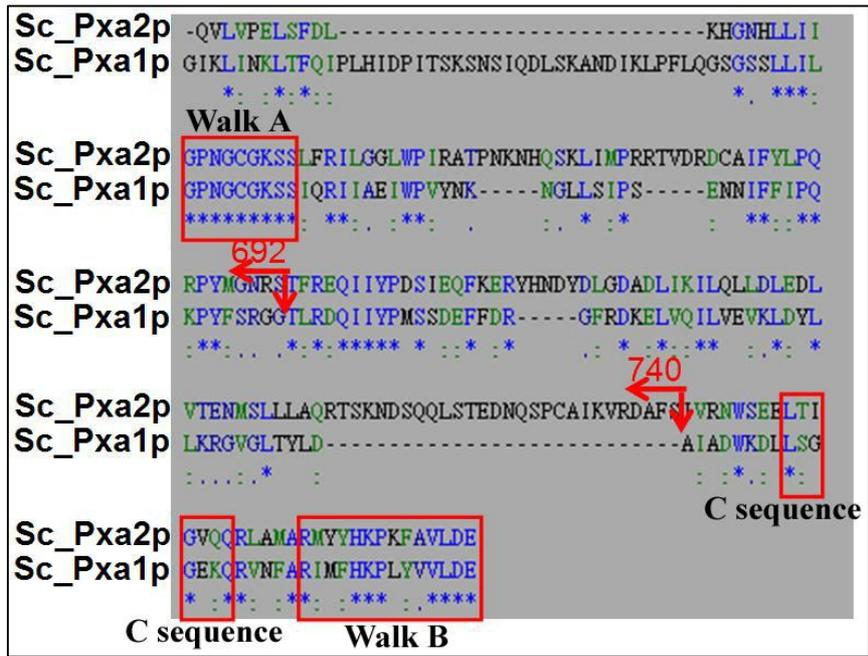 Sc_Pxa2p -QVLVPELSFDL-----------------------------KHGNHLLII
Sc_Pxa1p GIKLINKLTFQIPLHIDPITSKSNSIQDLSKANDIKLPFLQGSGSSLLIL
*: :*:*:: *. ***:
Walk A
Sc_Pxa2p GPNGCGKSSLFRILGGLWPIRATPNKNHQSKLIMPRRTVDRDCAIFYLPQ
Sc_Pxa1p GPNGCGKSSIQRIIAEIWPVYNK-----NGLLSIPS-----ENNIFFIPQ
*********: **:. :**: . :. * :* : **::**
692
Sc_Pxa2p RPYMGNRSTFREQIIYPDSIEQFKERYHNDYDLGDADLIKILQLLDLEDL
Sc_Pxa1p KPYFSRGGTLRDQIIYPMSSDEFFDR-----GFRDKELVQILVEVKLDYL
:**:.. .*:*:***** * ::* :* .: * :*::** :.*: *
740
Sc_Pxa2p VTENMSLLLAQRTSKNDSQQLSTEDNQSPCAIKVRDAFSLVRNWSEELTI
Sc_Pxa1p LKRGVGLTYLD----------------------------AIADWKDLLSG
:....* : : :*.: *:
C sequence
Sc_Pxa2p GVQQRLAMARMYYHKPKFAVLDE
Sc_Pxa1p GEKQRVNFARIMFHKPLYVVLDE
* :**: :**: :*** :.****
C sequence Walk B